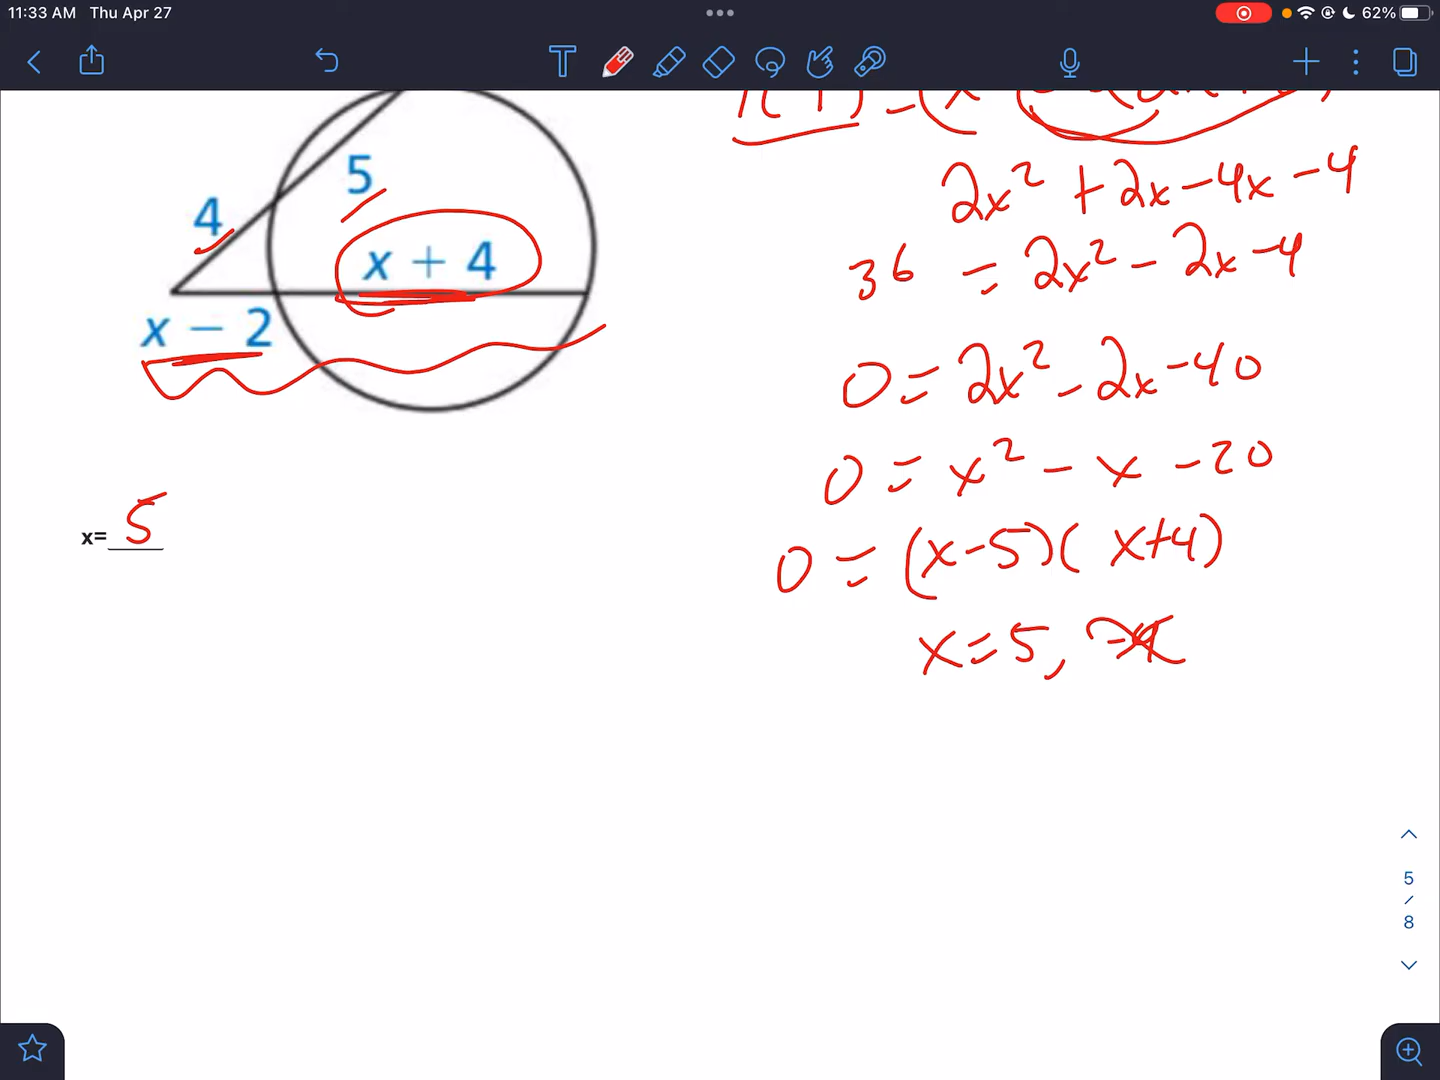 11:33 AM Thu Apr 27
62%
5
4
x + 4
x − 2
2x² + 2x - 4x - 4
36 = 2x² - 2x - 4
0 = 2x² - 2x - 40
0 = x² - x - 20
0 = (x-5)(x+4)
x = 5,
x= 5
5
/
8